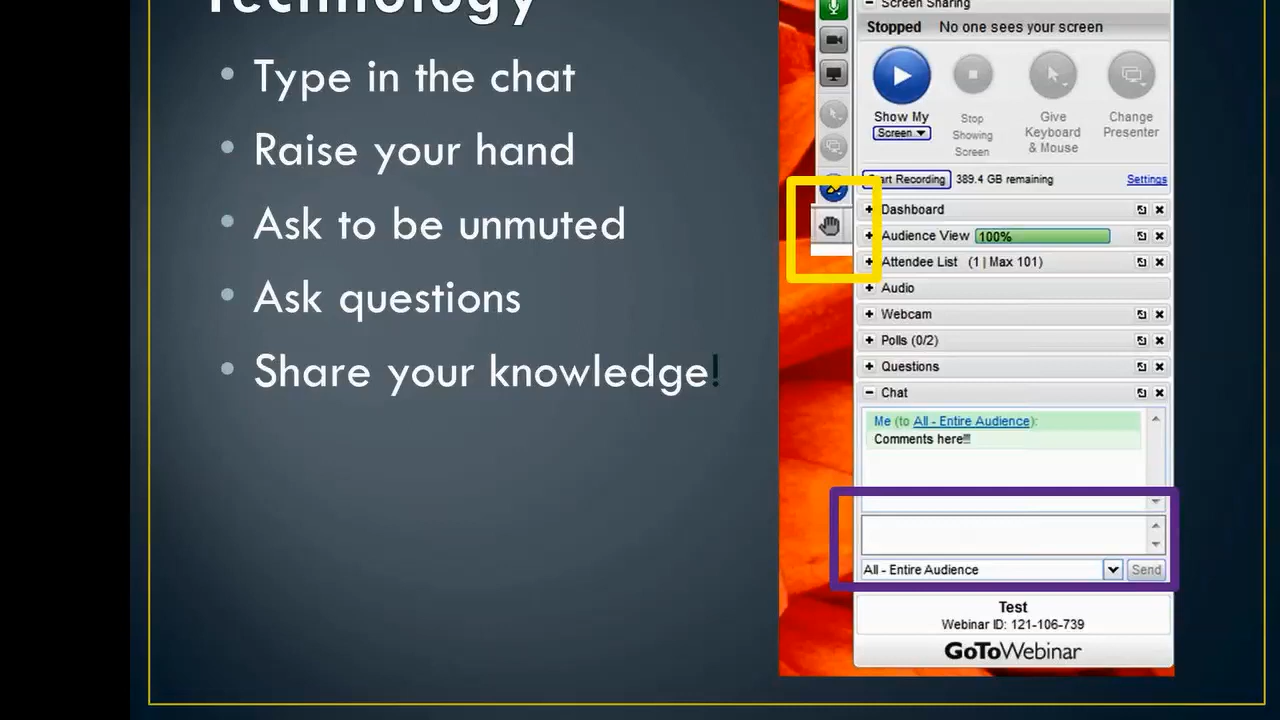 Technology
• Type in the chat
• Raise your hand
• Ask to be unmuted
• Ask questions
• Share your knowledge!
Screen Sharing
Stopped No one sees your screen
Show My
Screen
Stop
Showing
Screen
Give
Keyboard
& Mouse
Change
Presenter
art Recording 389.4 GB remaining Settings
Dashboard
Audience View 100%
Attendee List (1 | Max 101)
Audio
Webcam
Polls (0/2)
Questions
Chat
Me (to All - Entire Audience):
Comments here!!!
All - Entire Audience
Send
Test
Webinar ID: 121-106-739
GoToWebinar